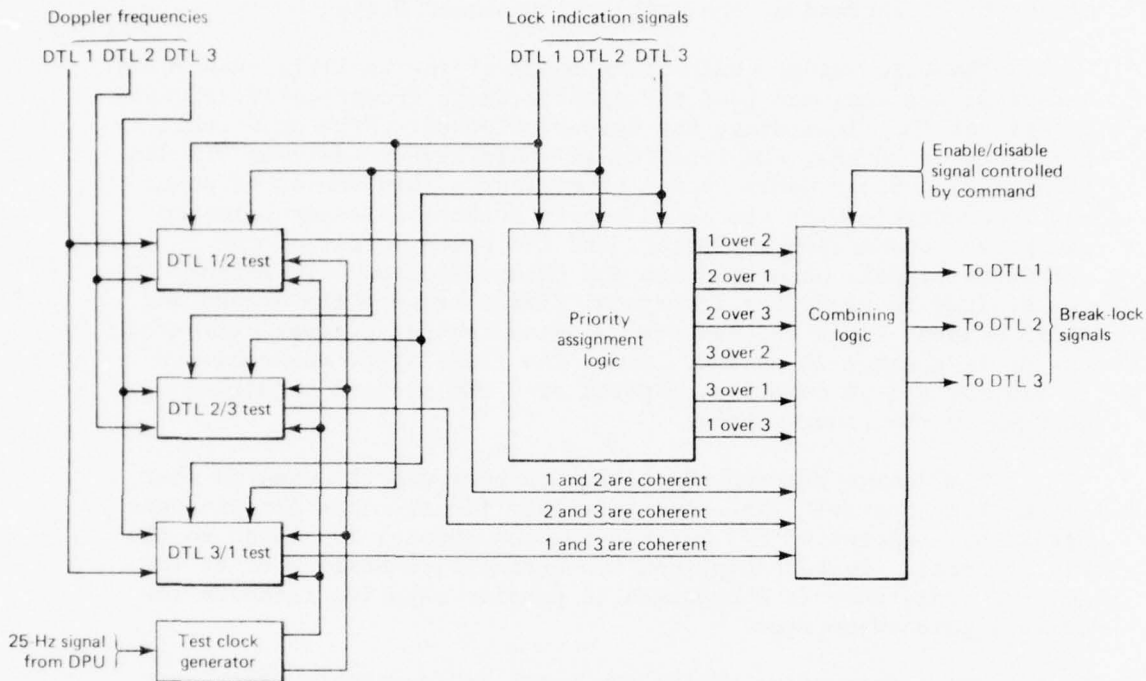 Doppler frequencies
DTL 1 DTL 2 DTL 3
Lock indication signals
DTL 1 DTL 2 DTL 3
Enable/disable
signal controlled
by command
DTL 1/2 test
DTL 2/3 test
DTL 3/1 test
25-Hz signal
from DPU
Test clock
generator
Priority
assignment
logic
1 over 2
2 over 1
2 over 3
3 over 2
3 over 1
1 over 3
1 and 2 are coherent
2 and 3 are coherent
1 and 3 are coherent
Combining
logic
To DTL 1
To DTL 2
To DTL 3
Break-lock
signals